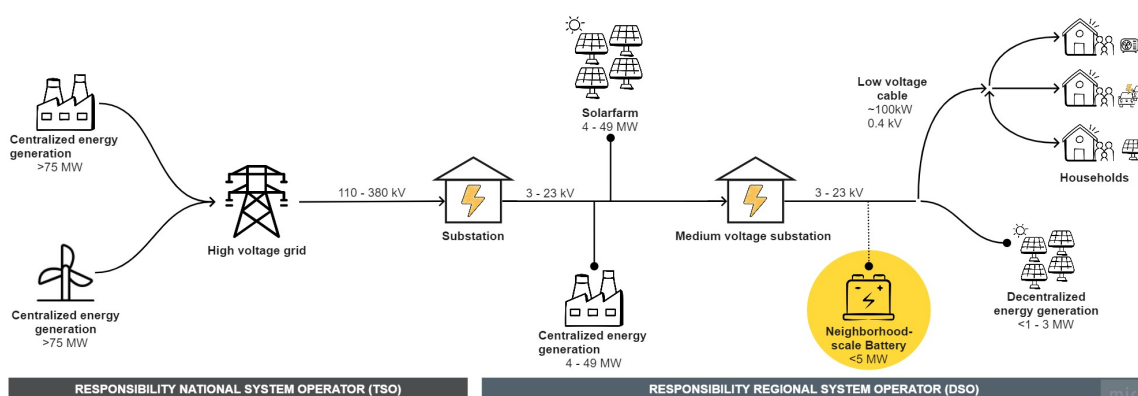 Centralized energy
generation
>75 MW
Centralized energy
generation
>75 MW
High voltage grid
110 - 380 kV
Substation
3 - 23 kV
Solarfarm
4 - 49 MW
Centralized energy
generation
4 - 49 MW
Medium voltage substation
3 - 23 kV
Neighborhood-
scale Battery
<5 MW
Low voltage
cable
~100kW
0.4 kV
Households
Decentralized
energy generation
<1 - 3 MW
RESPONSIBILITY NATIONAL SYSTEM OPERATOR (TSO)
RESPONSIBILITY REGIONAL SYSTEM OPERATOR (DSO)